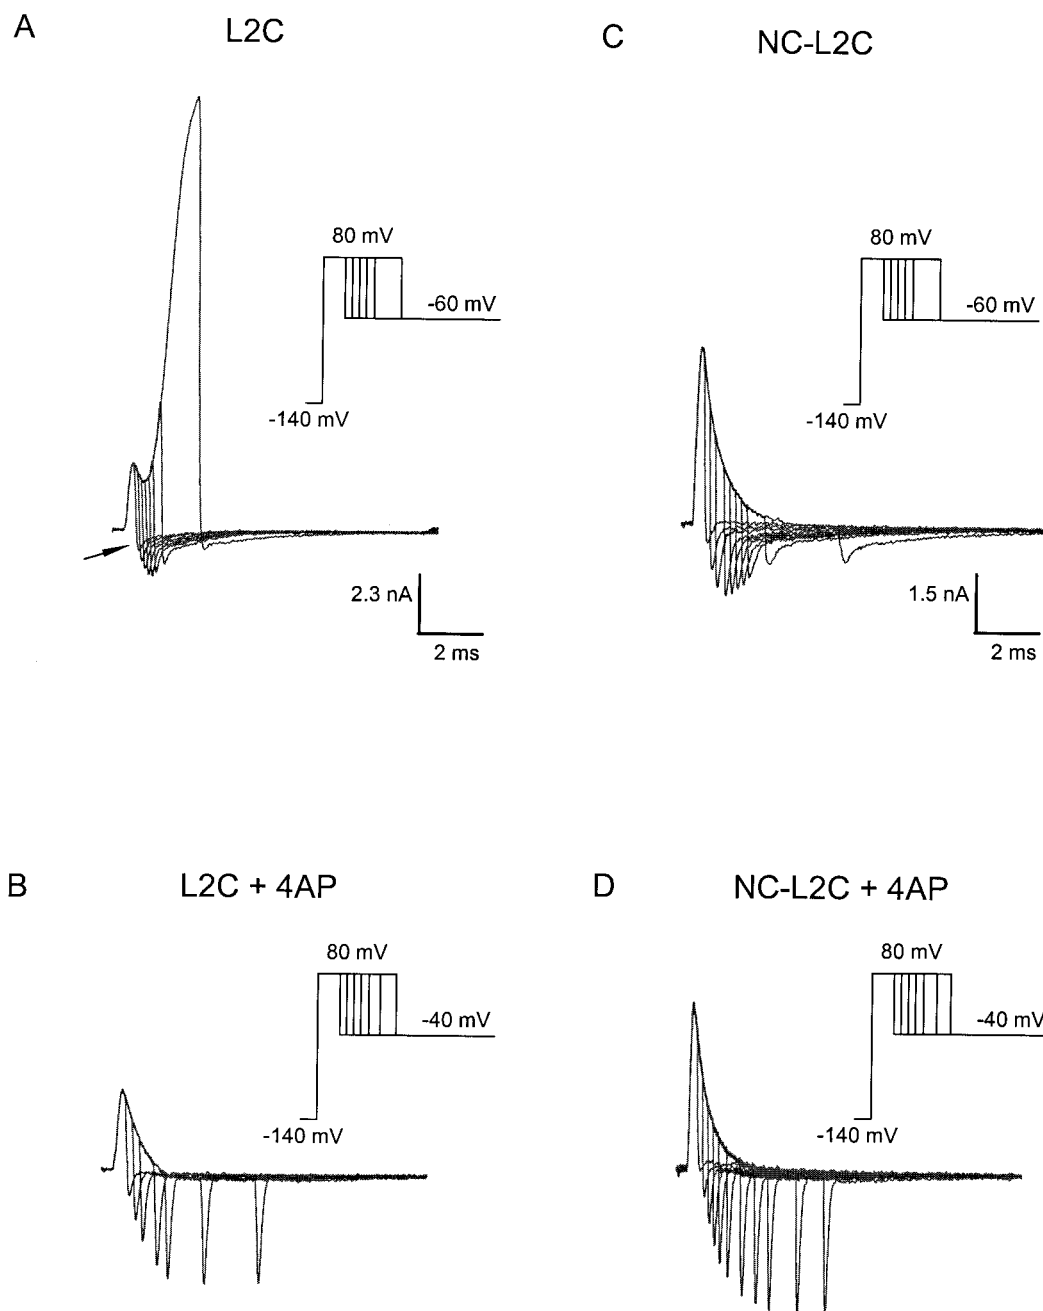 A
L2C
80 mV
-60 mV
-140 mV
2.3 nA
2 ms
C
NC-L2C
80 mV
-60 mV
-140 mV
1.5 nA
2 ms
B
L2C + 4AP
80 mV
-40 mV
-140 mV
D
NC-L2C + 4AP
80 mV
-40 mV
-140 mV